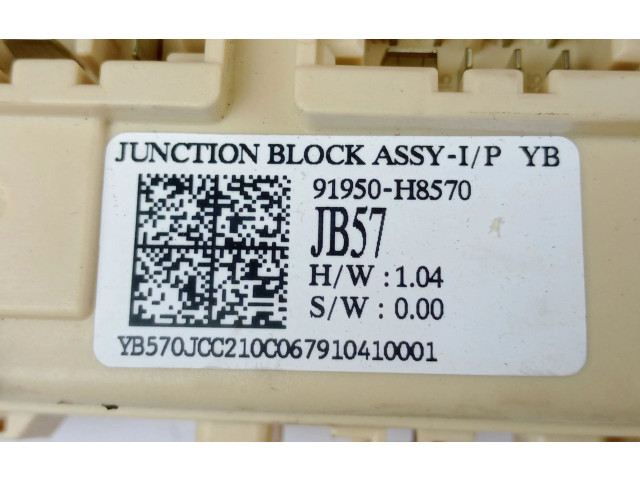 JUNCTION BLOCK ASSY-I/P YB
91950-H8570
JB57
H/W : 1.04
S/W : 0.00
YB570JCC210C067910410001